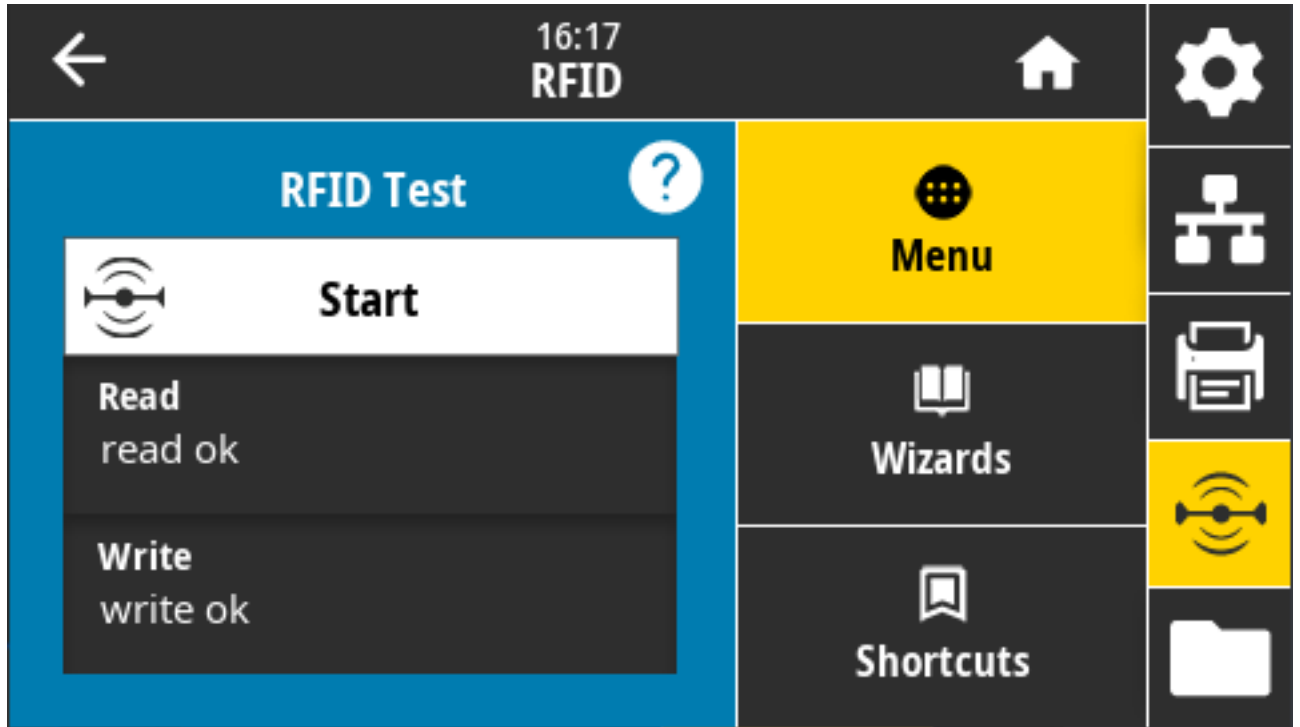 16:17
RFID
RFID Test
?
Start
Read
read ok
Write
write ok
Menu
Wizards
Shortcuts